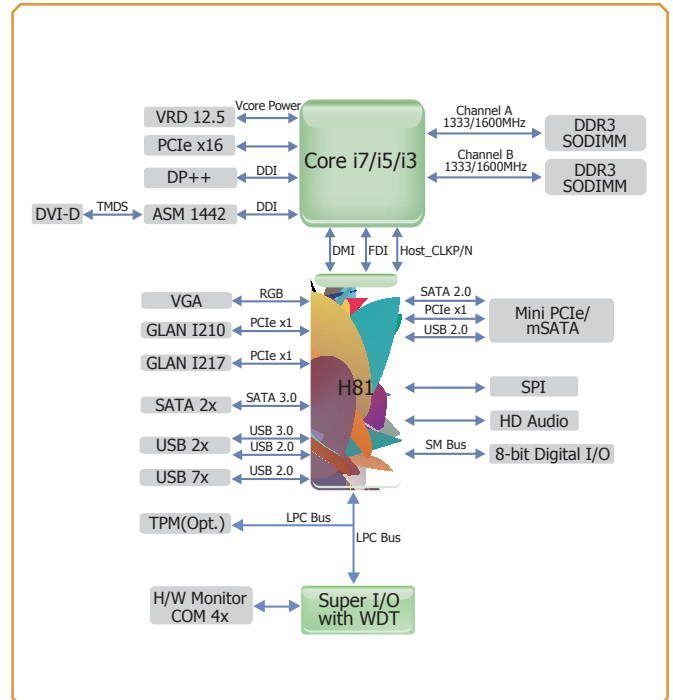 Vcore Power
VRD 12.5
PCIe x16
DDI
DP++
DVI-D
TMDS
ASM 1442
DDI
Core i7/i5/i3
Channel A
1333/1600MHz
DDR3
SODIMM
Channel B
1333/1600MHz
DDR3
SODIMM
DMI
FDI
Host_CLKP/N
VGA
RGB
GLAN I210
PCIe x1
GLAN I217
PCIe x1
SATA 2x
SATA 3.0
USB 2x
USB 3.0
USB 2.0
USB 7x
USB 2.0
H81
SATA 2.0
PCIe x1
USB 2.0
Mini PCIe/
mSATA
SPI
HD Audio
SM Bus
8-bit Digital I/O
TPM(Opt.)
LPC Bus
LPC Bus
H/W Monitor
COM 4x
Super I/O
with WDT